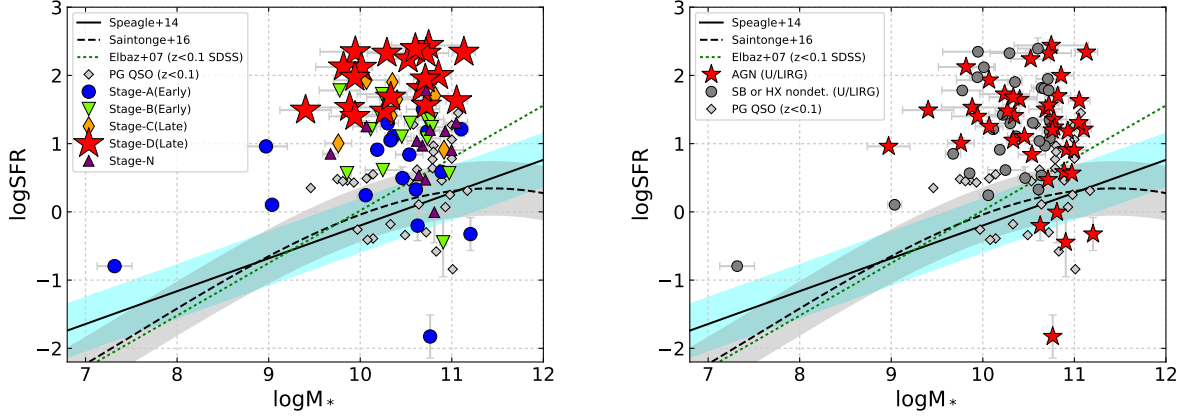 Speagle+14
Saintonge+16
Elbaz+07 (z<0.1 SDSS)
PG QSO (z<0.1)
Stage-A(Early)
Stage-B(Early)
Stage-C(Late)
Stage-D(Late)
Stage-N
3
2
1
0
−1
−2
logSFR
7 8 9 10 11 12
logM*
Speagle+14
Saintonge+16
Elbaz+07 (z<0.1 SDSS)
AGN (U/LIRG)
SB or HX nondet. (U/LIRG)
PG QSO (z<0.1)
3
2
1
0
−1
−2
logSFR
7 8 9 10 11 12
logM*